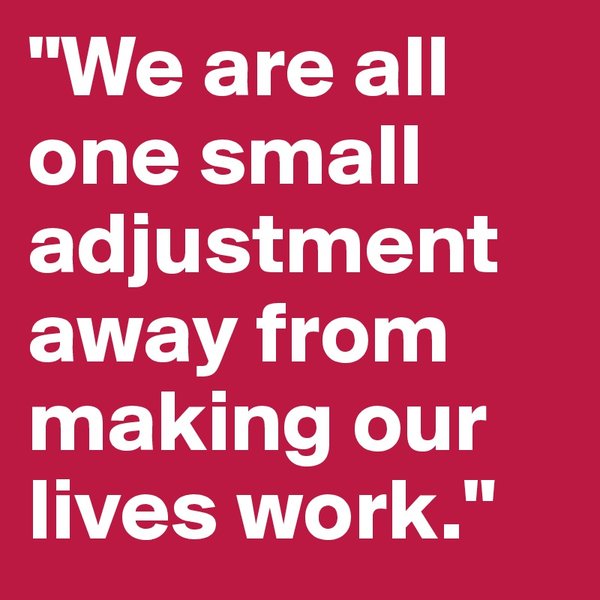 "We are all
one small
adjustment
away from
making our
lives work."